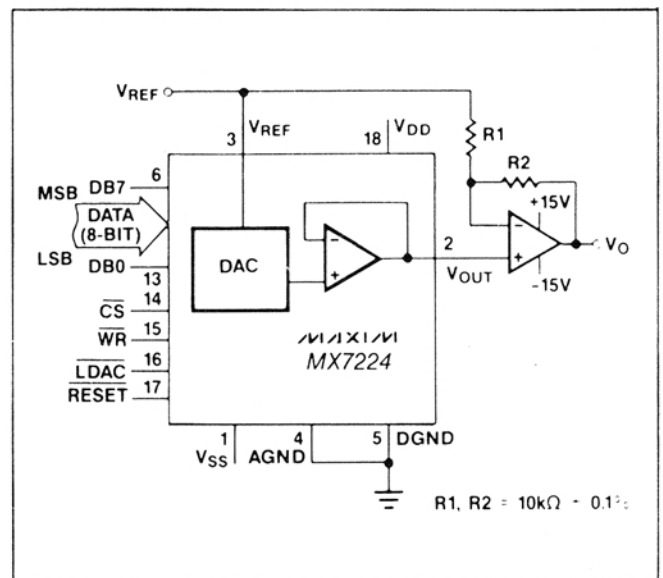 VREF
3
VREF
18
VDD
R1
R2
6
MSB DB7
DATA
(8-BIT)
LSB DB0
13
14
CS
15
WR
16
LDAC
17
RESET
DAC
-
+
2
VOUT
-
+
+15V
-15V
VO
MAXIM
MX7224
1
VSS
4
AGND
5
DGND
R1, R2 = 10kΩ